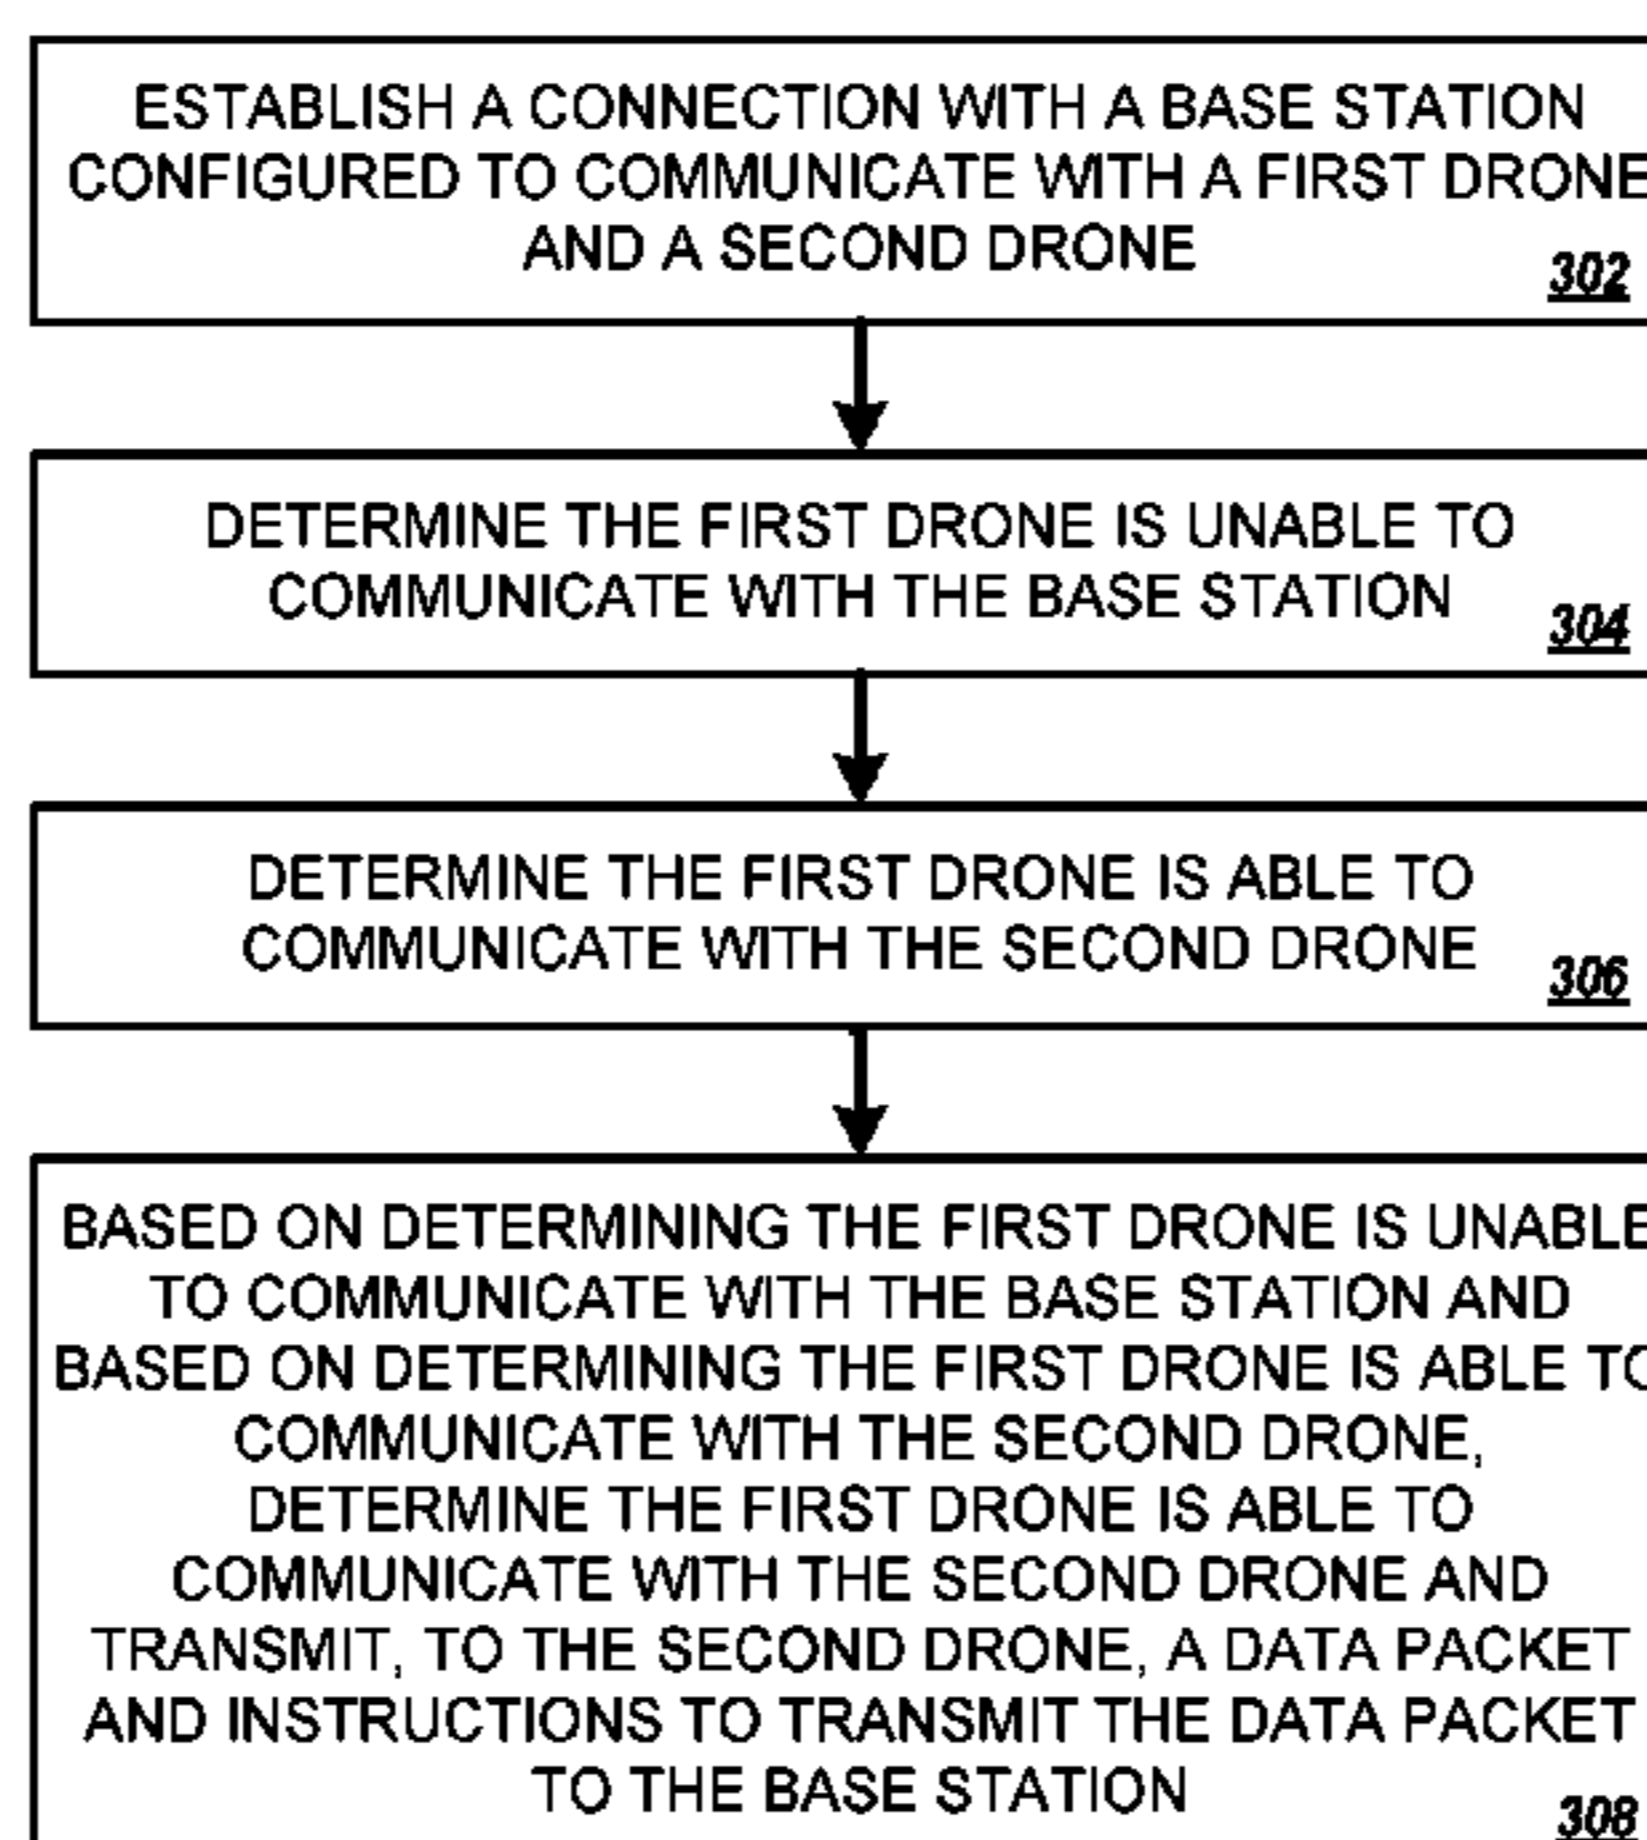 ESTABLISH A CONNECTION WITH A BASE STATION
CONFIGURED TO COMMUNICATE WITH A FIRST DRONE
AND A SECOND DRONE
302
DETERMINE THE FIRST DRONE IS UNABLE TO
COMMUNICATE WITH THE BASE STATION
304
DETERMINE THE FIRST DRONE IS ABLE TO
COMMUNICATE WITH THE SECOND DRONE
306
BASED ON DETERMINING THE FIRST DRONE IS UNABLE
TO COMMUNICATE WITH THE BASE STATION AND
BASED ON DETERMINING THE FIRST DRONE IS ABLE TO
COMMUNICATE WITH THE SECOND DRONE,
DETERMINE THE FIRST DRONE IS ABLE TO
COMMUNICATE WITH THE SECOND DRONE AND
TRANSMIT, TO THE SECOND DRONE, A DATA PACKET
AND INSTRUCTIONS TO TRANSMIT THE DATA PACKET
TO THE BASE STATION
308